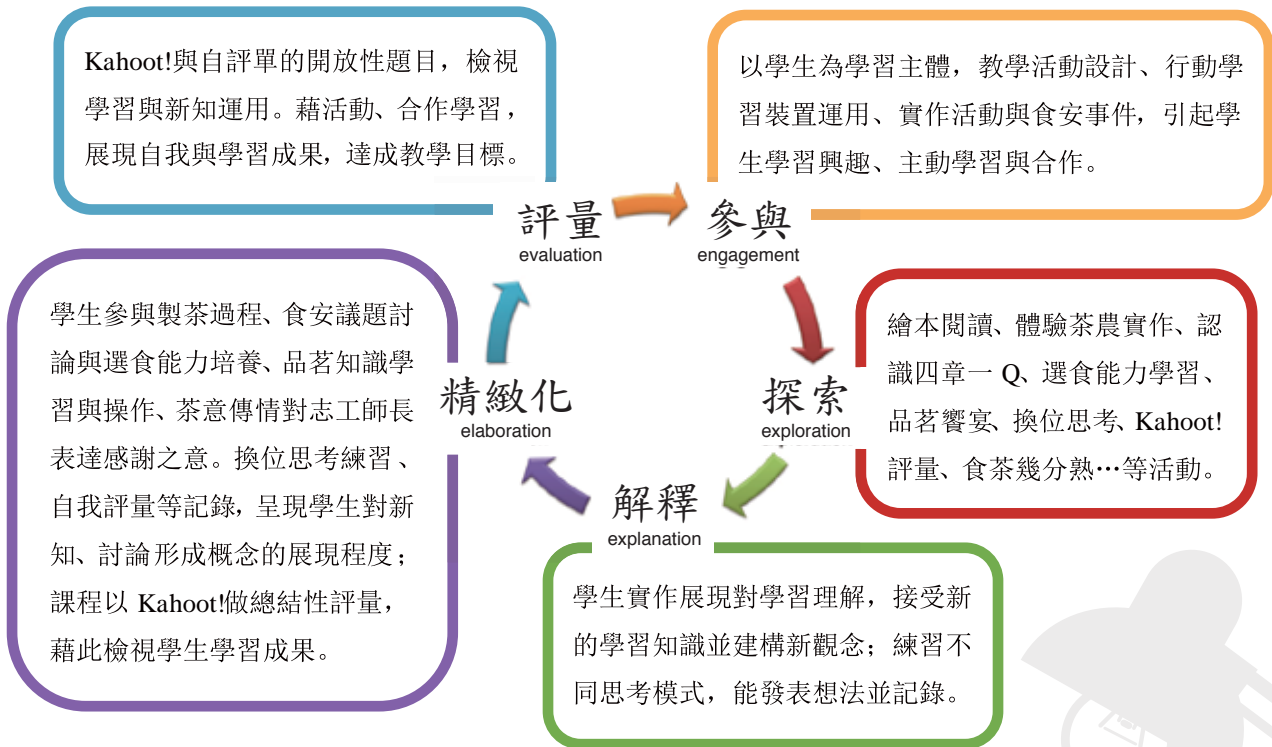 Kahoot!與自評單的開放性題目，檢視
學習與新知運用。藉活動、合作學習，
展現自我與學習成果，達成教學目標。
以學生為學習主體，教學活動設計、行動學
習裝置運用、實作活動與食安事件，引起學
生學習興趣、主動學習與合作。
評量
evaluation
參與
engagement
學生參與製茶過程、食安議題討
論與選食能力培養、品茗知識學
習與操作、茶意傳情對志工師長
表達感謝之意。換位思考練習、
自我評量等記錄，呈現學生對新
知、討論形成概念的展現程度；
課程以 Kahoot!做總結性評量，
藉此檢視學生學習成果。
精緻化
elaboration
探索
exploration
繪本閱讀、體驗茶農實作、認
識四章一 Q、選食能力學習、
品茗饗宴、換位思考、Kahoot!
評量、食茶幾分熟…等活動。
解釋
explanation
學生實作展現對學習理解，接受新
的學習知識並建構新觀念；練習不
同思考模式，能發表想法並記錄。